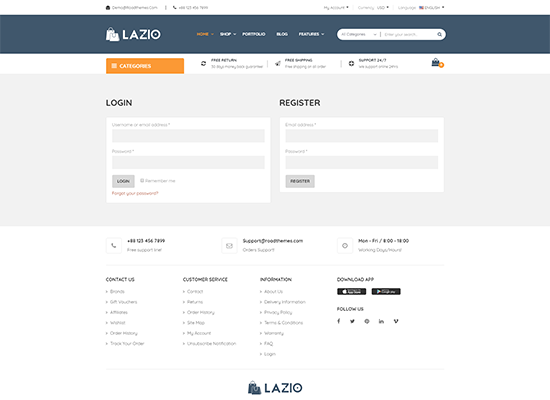 Demo@Roadthemes.Com
+88 123 456 7899
My Account
Currency : USD
Language : ENGLISH
LAZIO
HOME SHOP PORTFOLIO BLOG FEATURES
All Categories
Enter your search...
CATEGORIES
FREE RETURN
30 days money back guarantee!
FREE SHIPPING
Free shipping on all order
SUPPORT 24/7
We support online 24hrs
LOGIN
Username or email address *
Password *
LOGIN
Remember me
Forgot your password?
REGISTER
Email address *
Password *
REGISTER
+88 123 456 7899
Free support line!
Support@roadthemes.com
Orders Support!
Mon - Fri / 8:00 - 18:00
Working Days/Hours!
CONTACT US
Brands
Gift Vouchers
Affiliates
Wishlist
Order History
Track Your Order
CUSTOMER SERVICE
Contact
Returns
Order History
Site Map
My Account
Unsubscribe Notification
INFORMATION
About Us
Delivery Information
Privacy Policy
Terms & Conditions
Warranty
FAQ
Login
DOWNLOAD APP
App Store
Google play
FOLLOW US
LAZIO